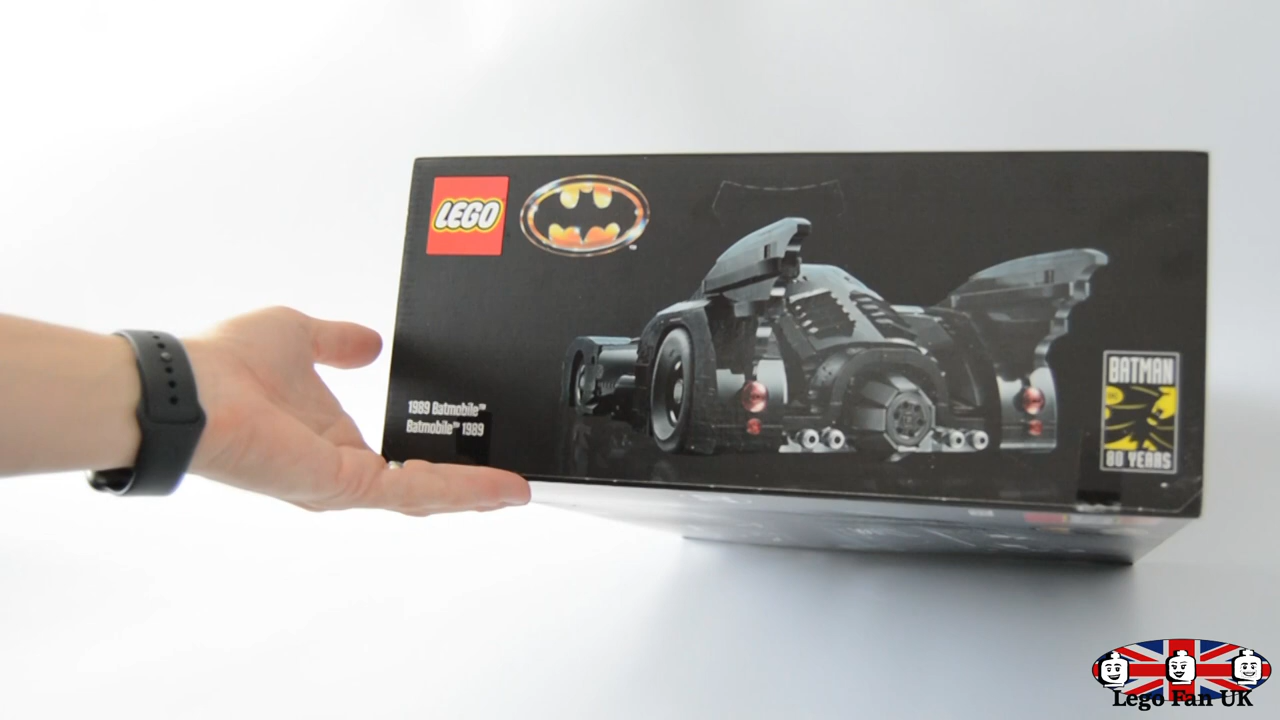 LEGO
1989 Batmobile™
Batmobile™ 1989
BATMAN
80 YEARS
Lego Fan UK